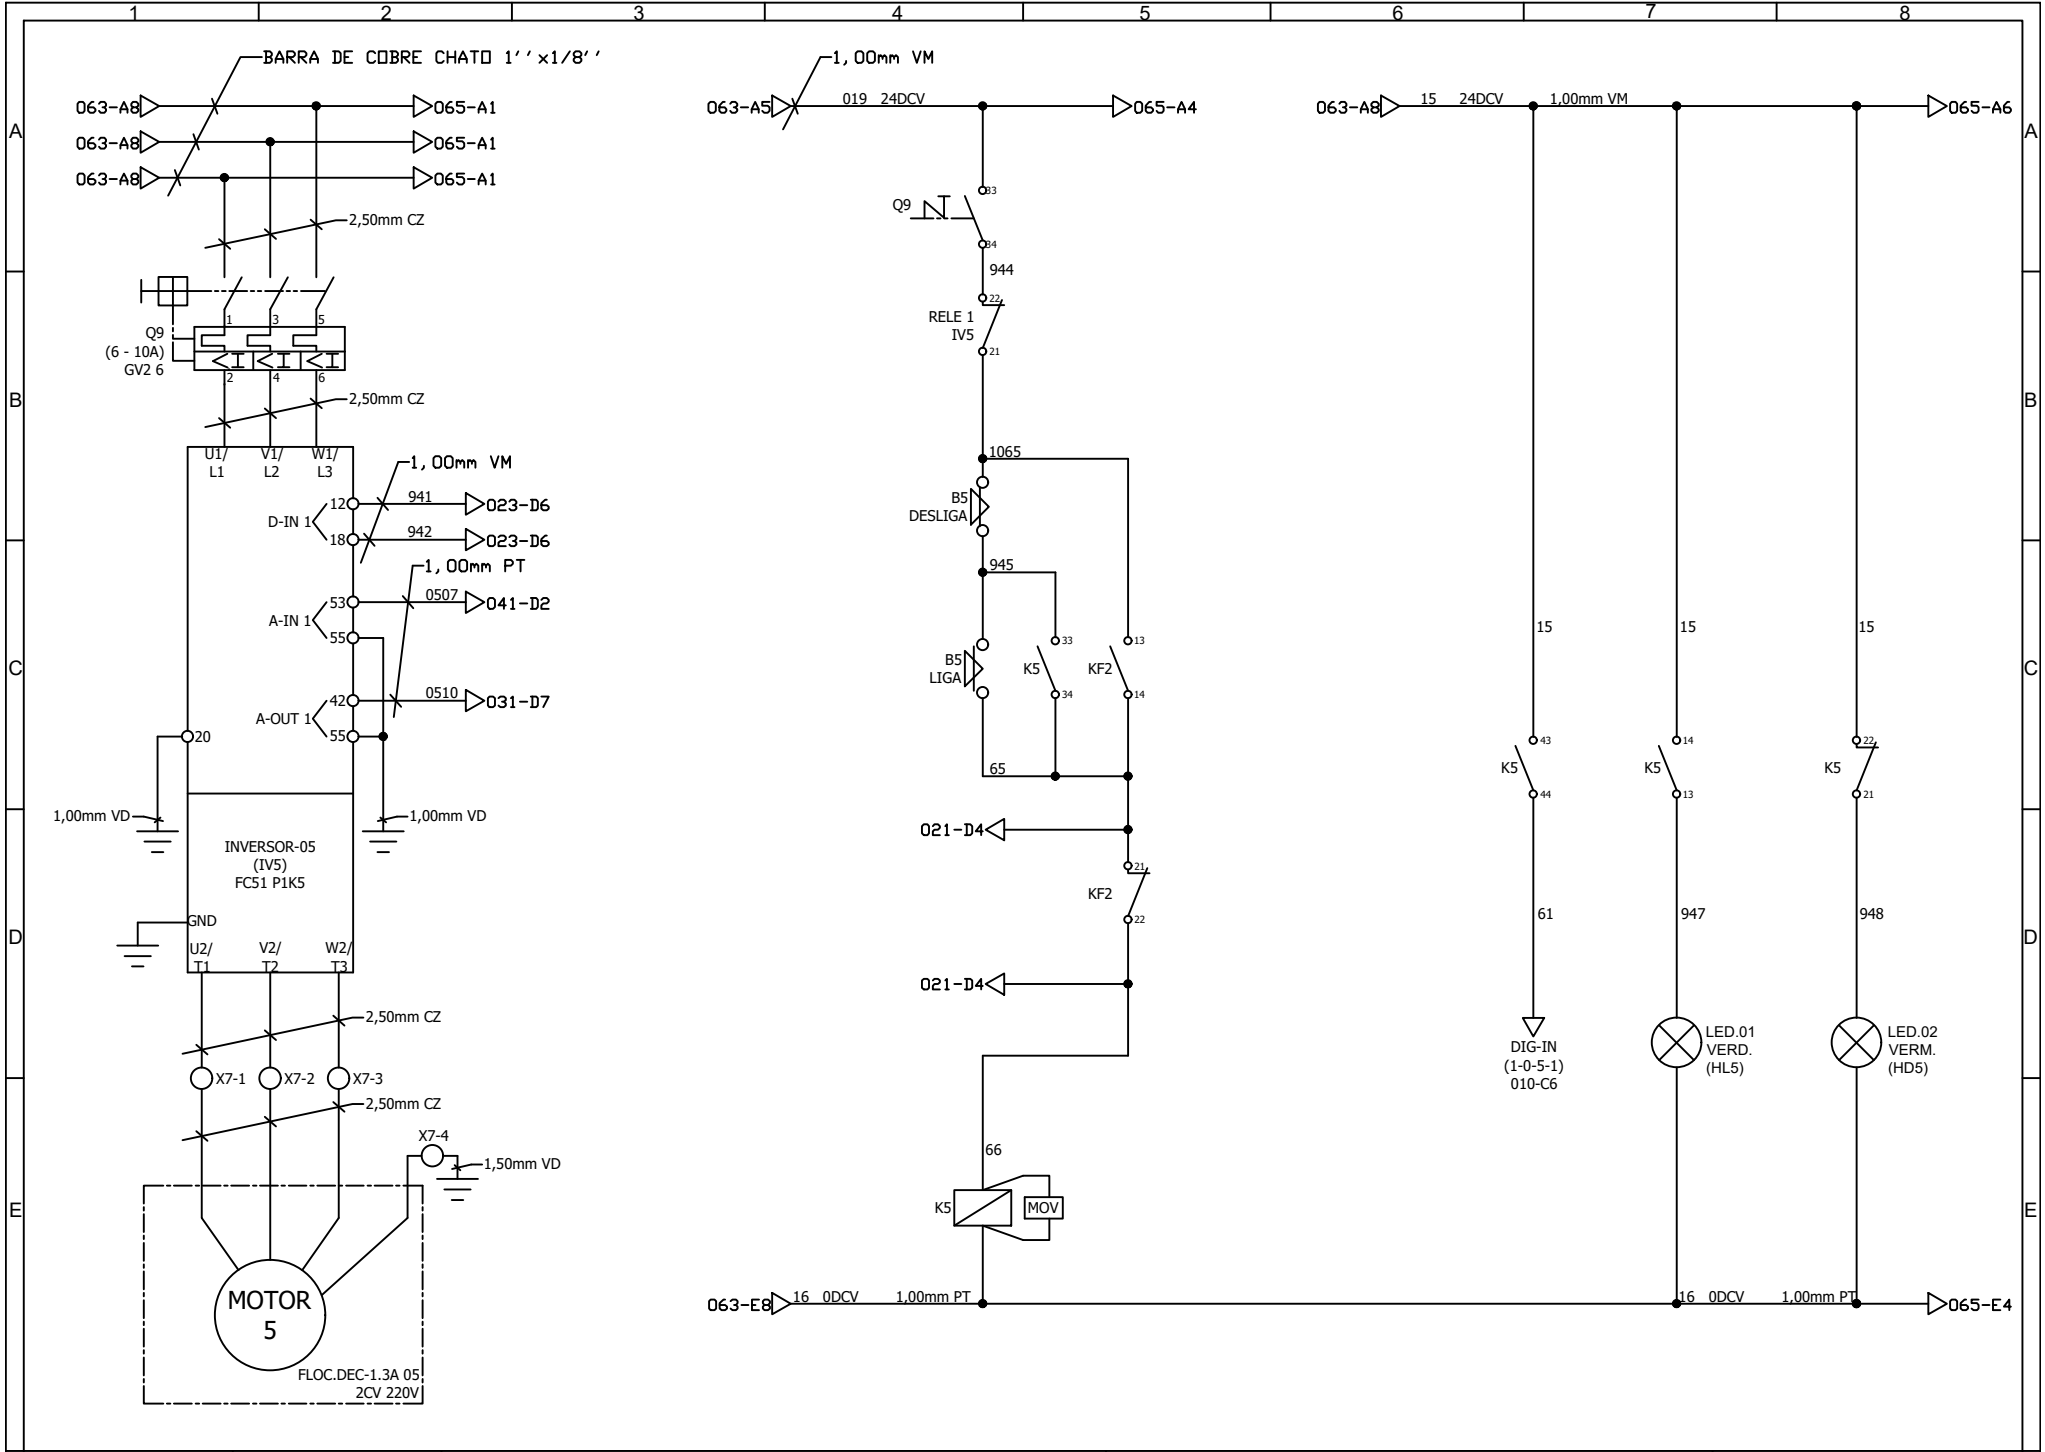 1 2 3 4 5 6 7 8
A A
B B
C C
D D
E E
BARRA DE COBRE CHATO 1''x1/8''
063-A8 065-A1
063-A8 065-A1
063-A8 065-A1
2,50mm CZ
Q9
(6 - 10A)
GV2 6
1 3 5
2 4 6
2,50mm CZ
U1/ V1/ W1/
L1 L2 L3
1,00mm VM
12 941 023-D6
D-IN 1
18 942 023-D6
1,00mm PT
53 0507 041-D2
A-IN 1
55
42 0510 031-D7
A-OUT 1
55
20
1,00mm VD
1,00mm VD
INVERSOR-05
(IV5)
FC51 P1K5
GND
U2/ V2/ W2/
T1 T2 T3
2,50mm CZ
X7-1 X7-2 X7-3
2,50mm CZ
X7-4
1,50mm VD
MOTOR
5
FLOC.DEC-1.3A 05
2CV 220V
1,00mm VM
063-A5 019 24DCV 065-A4
Q9
33
34
944
22
RELE 1
IV5
21
1065
B5
DESLIGA
945
B5
LIGA
K5
33
34
KF2
13
14
65
021-D4
21
KF2
22
021-D4
66
K5
MOV
063-E8 16 0DCV 1,00mm PT
063-A8 15 24DCV 1,00mm VM 065-A6
15 15 15
43
K5
44
14
K5
13
22
K5
21
61 947 948
DIG-IN
(1-0-5-1)
010-C6
LED.01
VERD.
(HL5)
LED.02
VERM.
(HD5)
16 0DCV 1,00mm PT 065-E4